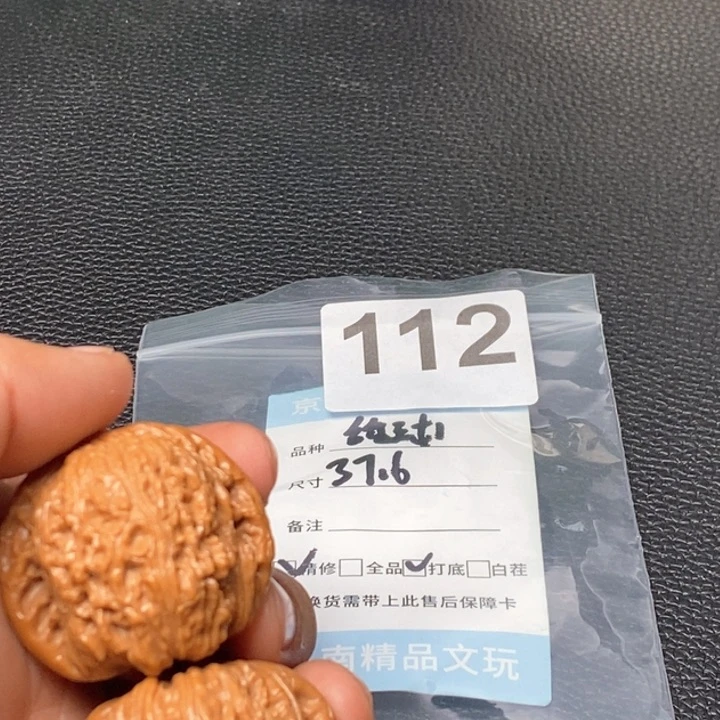 112
京
品种
尺寸 37.6
备注
精修 全品 打底 白茬
换货需带上此售后保障卡
南精品文玩